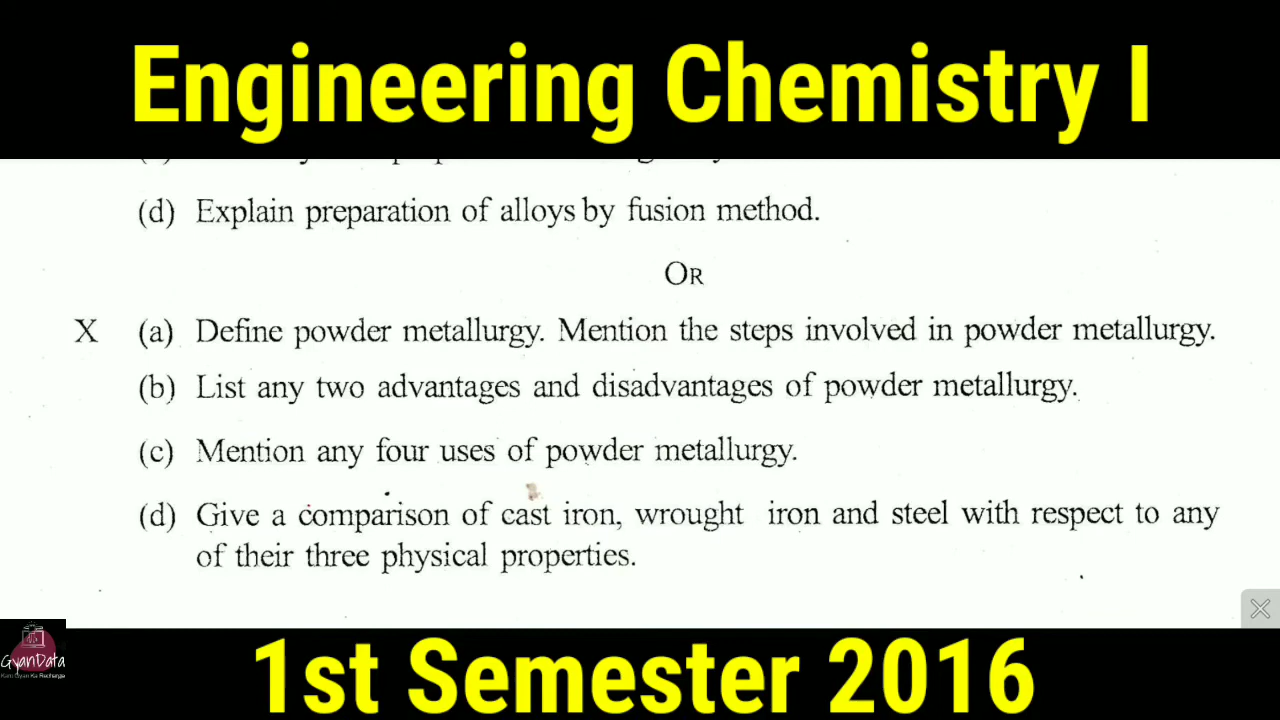 Engineering Chemistry I
(d) Explain preparation of alloys by fusion method.
OR
X (a) Define powder metallurgy. Mention the steps involved in powder metallurgy.
(b) List any two advantages and disadvantages of powder metallurgy.
(c) Mention any four uses of powder metallurgy.
(d) Give a comparison of cast iron, wrought iron and steel with respect to any
of their three physical properties.
GyanData
1st Semester 2016